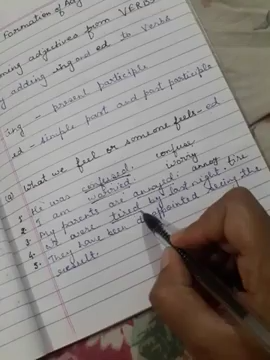 Formation of Adj
ming adjectives from VERBS
y adding -ing and ed to Verbs
ing - present participle
ed - simple past and past participle
(a) What we feel or someone feels - ed
confuse
1. He was confused.
worry
2. I am worried.
3. My parents are annoyed. annoy
4. We were tired by last night. tire
5. They have been disappointed seeing the
result.